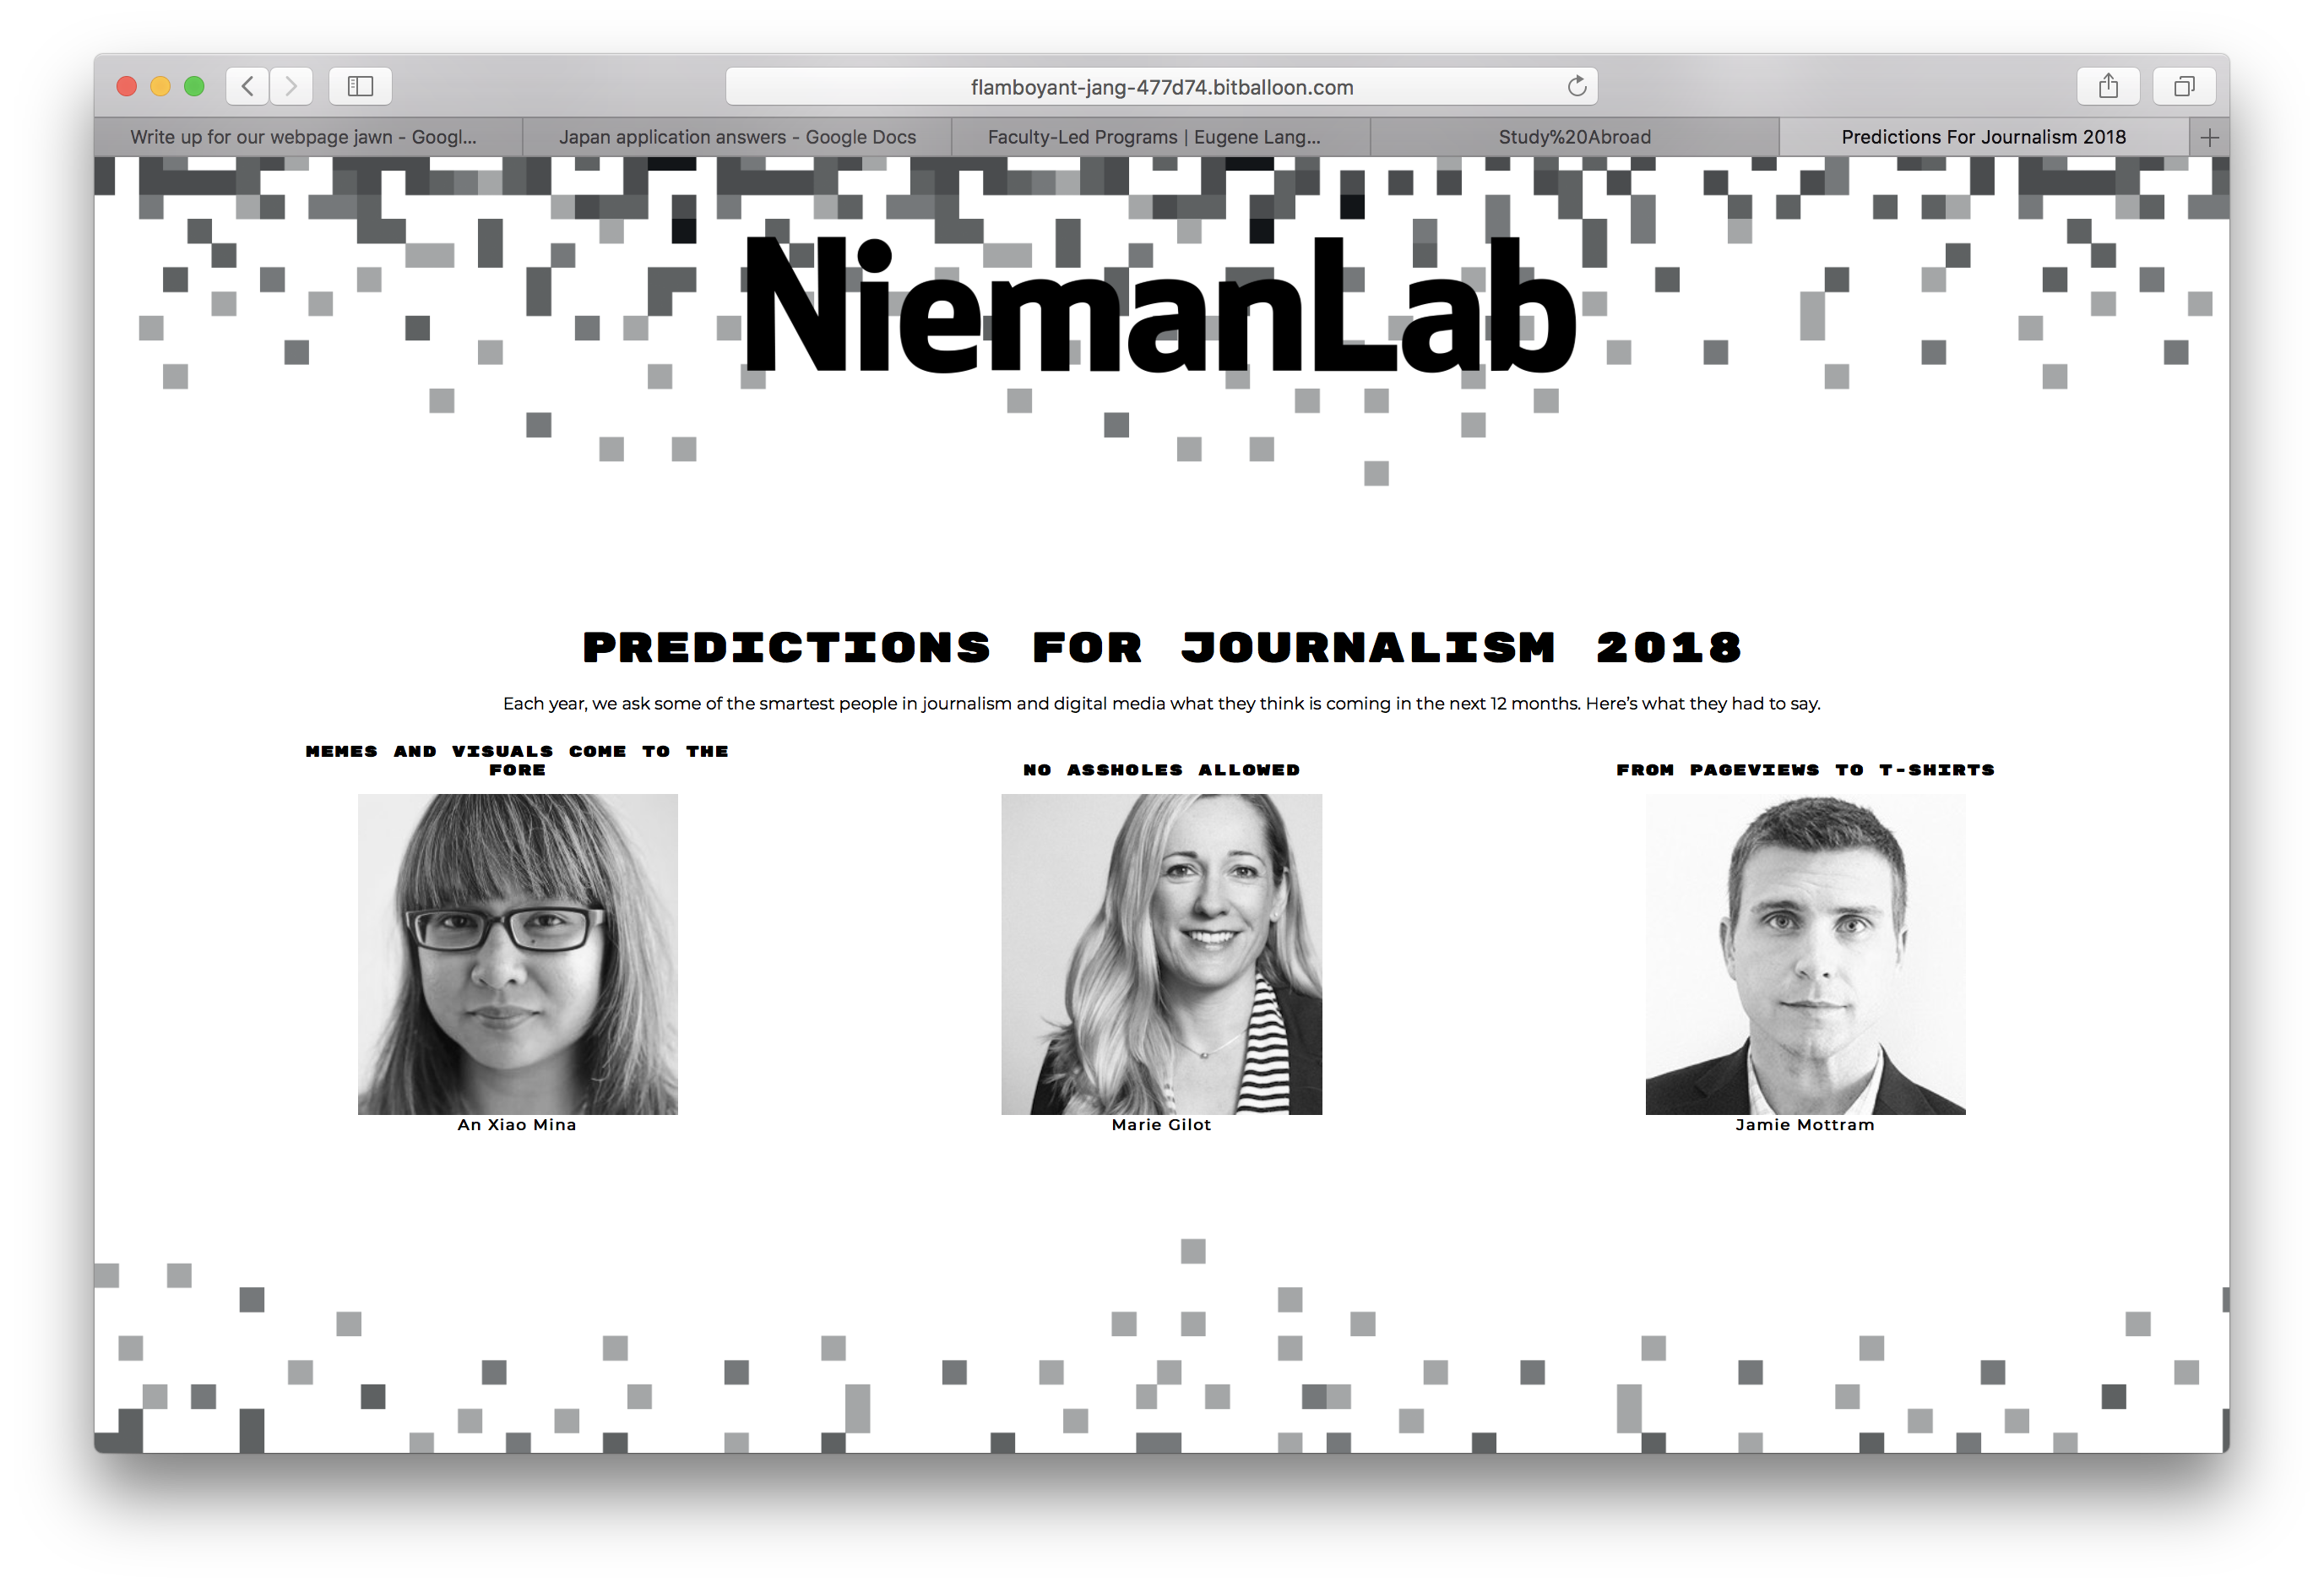 flamboyant-jang-477d74.bitballoon.com
Write up for our webpage jawn - Googl...
Japan application answers - Google Docs
Faculty-Led Programs | Eugene Lang...
Study%20Abroad
Predictions For Journalism 2018
NiemanLab
PREDICTIONS FOR JOURNALISM 2018
Each year, we ask some of the smartest people in journalism and digital media what they think is coming in the next 12 months. Here’s what they had to say.
MEMES AND VISUALS COME TO THE
FORE
An Xiao Mina
NO ASSHOLES ALLOWED
Marie Gilot
FROM PAGEVIEWS TO T-SHIRTS
Jamie Mottram